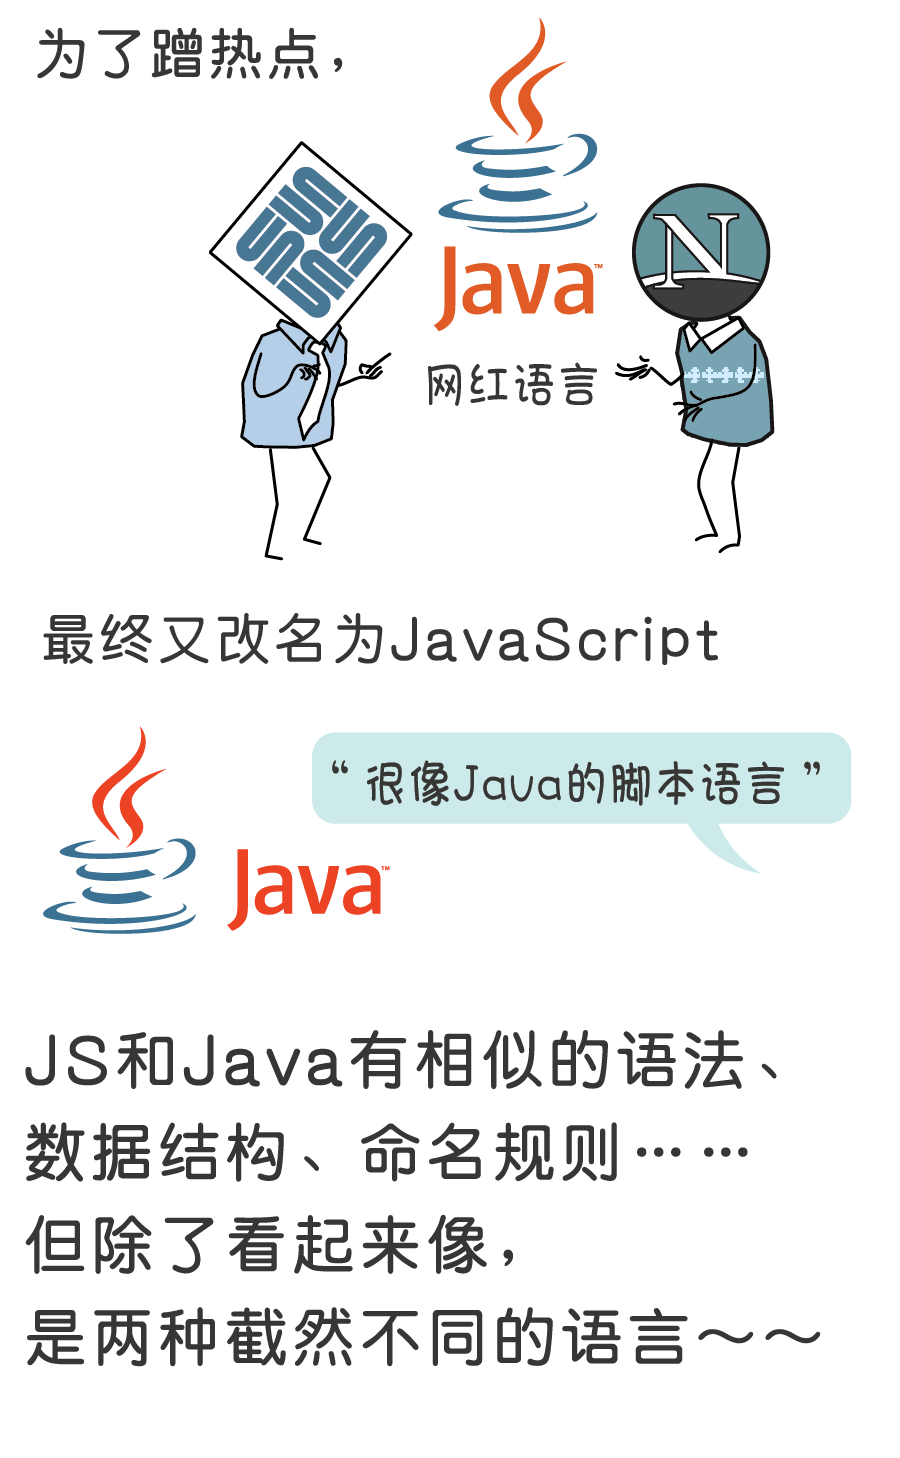 为了蹭热点，
SUN
Java™
N
网红语言
最终又改名为JavaScript
“很像Java的脚本语言”
Java™
JS和Java有相似的语法、
数据结构、命名规则……
但除了看起来像，
是两种截然不同的语言～～